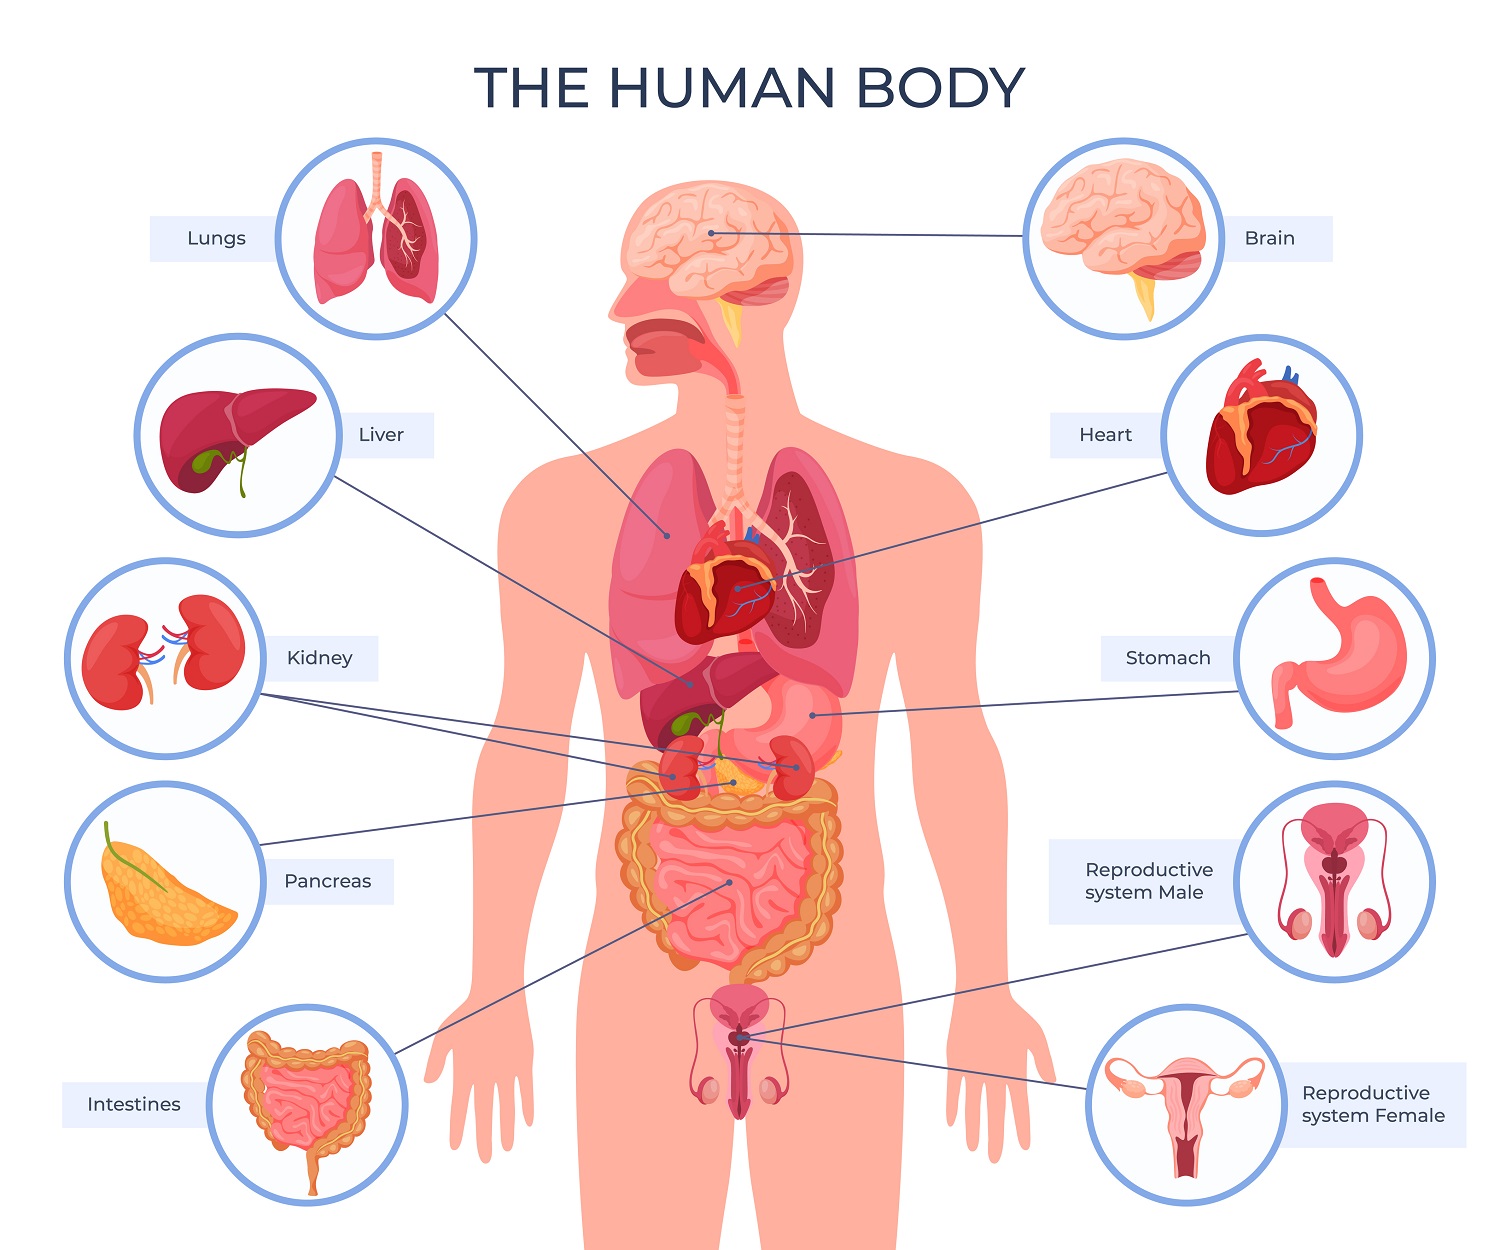 THE HUMAN BODY
Lungs
Brain
Liver
Heart
Kidney
Stomach
Pancreas
Reproductive
system Male
Intestines
Reproductive
system Female